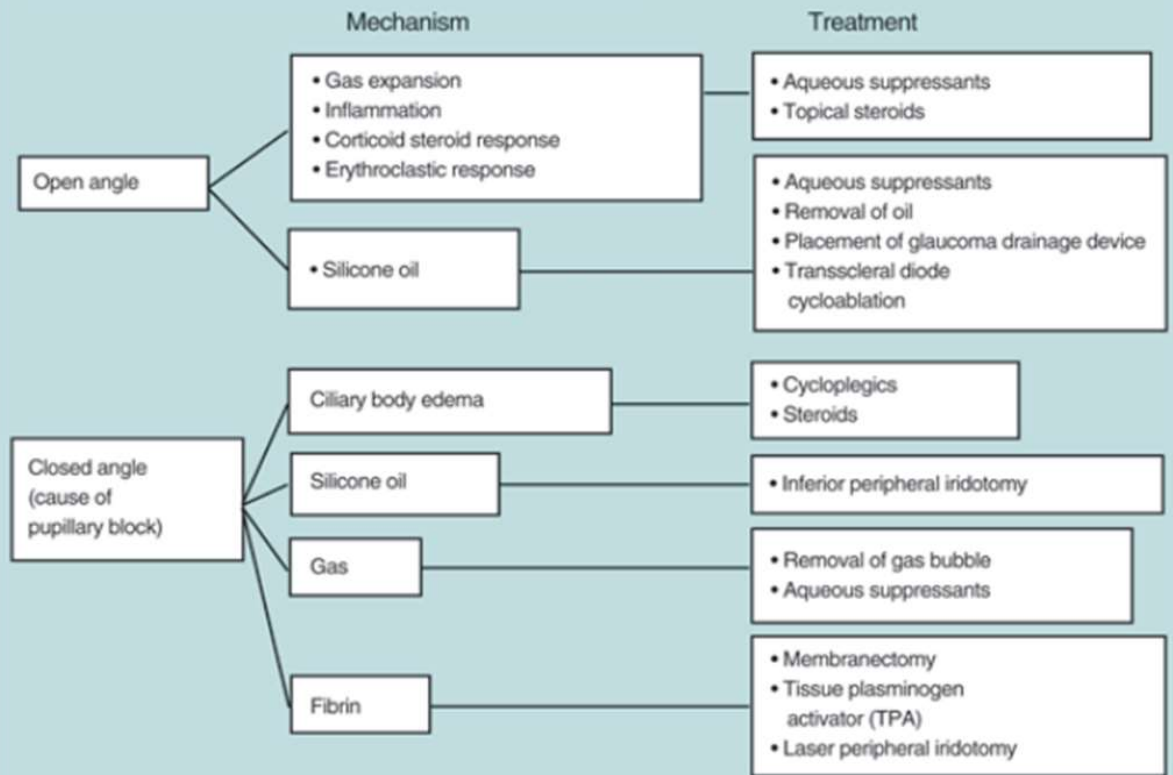 Mechanism
Treatment
Open angle
• Gas expansion
• Inflammation
• Corticoid steroid response
• Erythroclastic response
• Aqueous suppressants
• Topical steroids
• Silicone oil
• Aqueous suppressants
• Removal of oil
• Placement of glaucoma drainage device
• Transscleral diode
cycloablation
Closed angle
(cause of
pupillary block)
Ciliary body edema
• Cycloplegics
• Steroids
Silicone oil
• Inferior peripheral iridotomy
Gas
• Removal of gas bubble
• Aqueous suppressants
Fibrin
• Membranectomy
• Tissue plasminogen
activator (TPA)
• Laser peripheral iridotomy